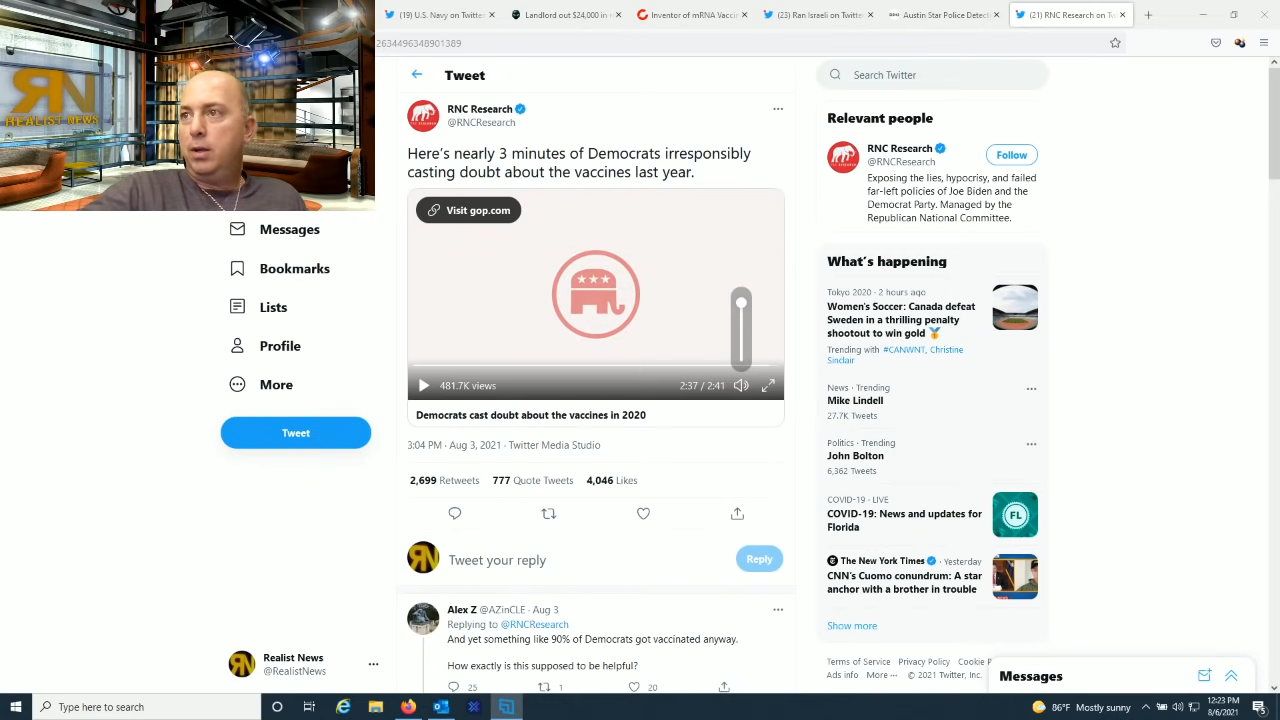 (19) U.S. Navy on Twitter
Landlord out $24,000 in
Inventor of mRNA Vaccin
(23) Ran Israeli on Twitter
Austin Star Police Detecti
(21) RNC Research on Tw
2634496348901389
RN
REALIST NEWS
Tweet
Search Twitter
RNC Research
@RNCResearch
Here's nearly 3 minutes of Democrats irresponsibly
casting doubt about the vaccines last year.
Visit gop.com
481.7K views
2:37 / 2:41
Democrats cast doubt about the vaccines in 2020
3:04 PM · Aug 3, 2021 · Twitter Media Studio
2,699 Retweets 777 Quote Tweets 4,046 Likes
Tweet your reply
Reply
Alex Z @AZinCLE · Aug 3
Replying to @RNCResearch
And yet something like 90% of Democrats got vaccinated anyway.
How exactly is this supposed to be helpful?
25 1 20
Messages
Bookmarks
Lists
Profile
More
Tweet
Realist News
@RealistNews
Relevant people
RNC Research
@RNCResearch
Follow
Exposing the lies, hypocrisy, and failed
far-left policies of Joe Biden and the
Democrat Party. Managed by the
Republican National Committee.
What's happening
Tokyo 2020 · 2 hours ago
Women's Soccer: Canada defeat
Sweden in a thrilling penalty
shootout to win gold 🥇
Trending with #CANWNT, Christine
Sinclair
News · Trending
Mike Lindell
27.7K Tweets
Politics · Trending
John Bolton
6,362 Tweets
COVID-19 · LIVE
COVID-19: News and updates for
Florida
FL
The New York Times · Yesterday
CNN's Cuomo conundrum: A star
anchor with a brother in trouble
Show more
Terms of Service Privacy Policy Cookie P
Ads info More ··· © 2021 Twitter, Inc.
Messages
Type here to search
86°F Mostly sunny
12:23 PM
8/6/2021
5